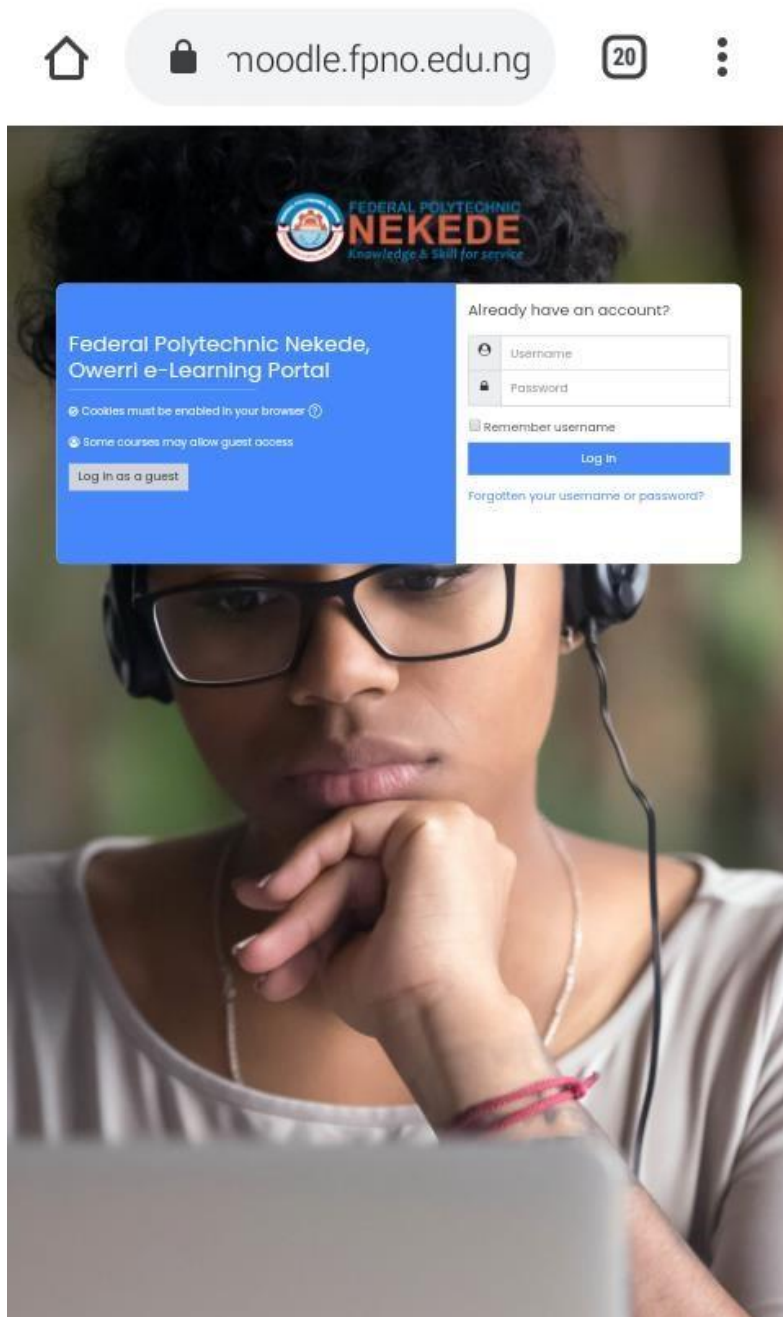 moodle.fpno.edu.ng
20
FEDERAL POLYTECHNIC
NEKEDE
Knowledge & Skill for service
Federal Polytechnic Nekede,
Owerri e-Learning Portal
Cookies must be enabled in your browser
Some courses may allow guest access
Log in as a guest
Already have an account?
Username
Password
Remember username
Log in
Forgotten your username or password?